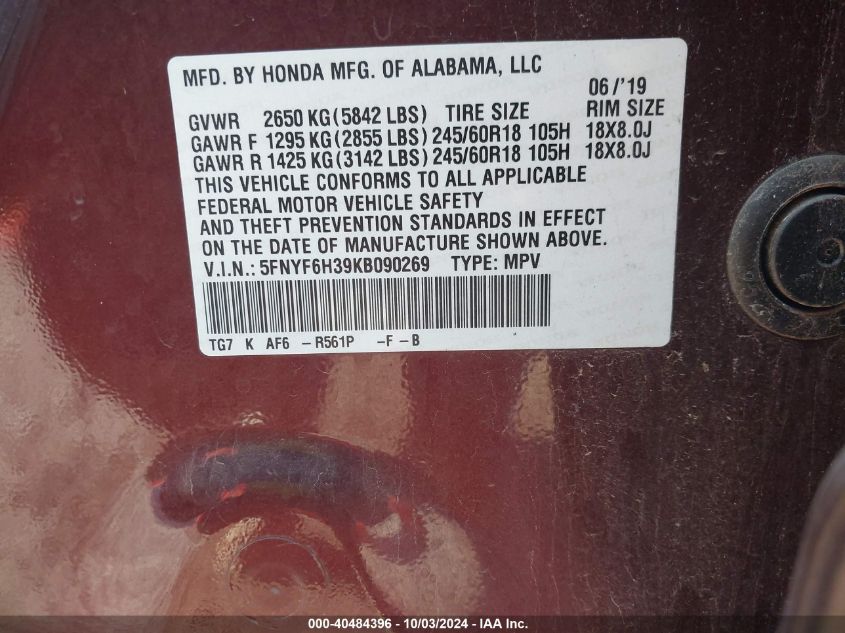 MFD. BY HONDA MFG. OF ALABAMA, LLC
06/'19
GVWR 2650 KG(5842 LBS) TIRE SIZE RIM SIZE
GAWR F 1295 KG(2855 LBS) 245/60R18 105H 18X8.0J
GAWR R 1425 KG(3142 LBS) 245/60R18 105H 18X8.0J
THIS VEHICLE CONFORMS TO ALL APPLICABLE
FEDERAL MOTOR VEHICLE SAFETY
AND THEFT PREVENTION STANDARDS IN EFFECT
ON THE DATE OF MANUFACTURE SHOWN ABOVE.
V.I.N.: 5FNYF6H39KB090269 TYPE: MPV
TG7 K AF6 -R561P -F-B
000-40484396 - 10/03/2024 - IAA Inc.